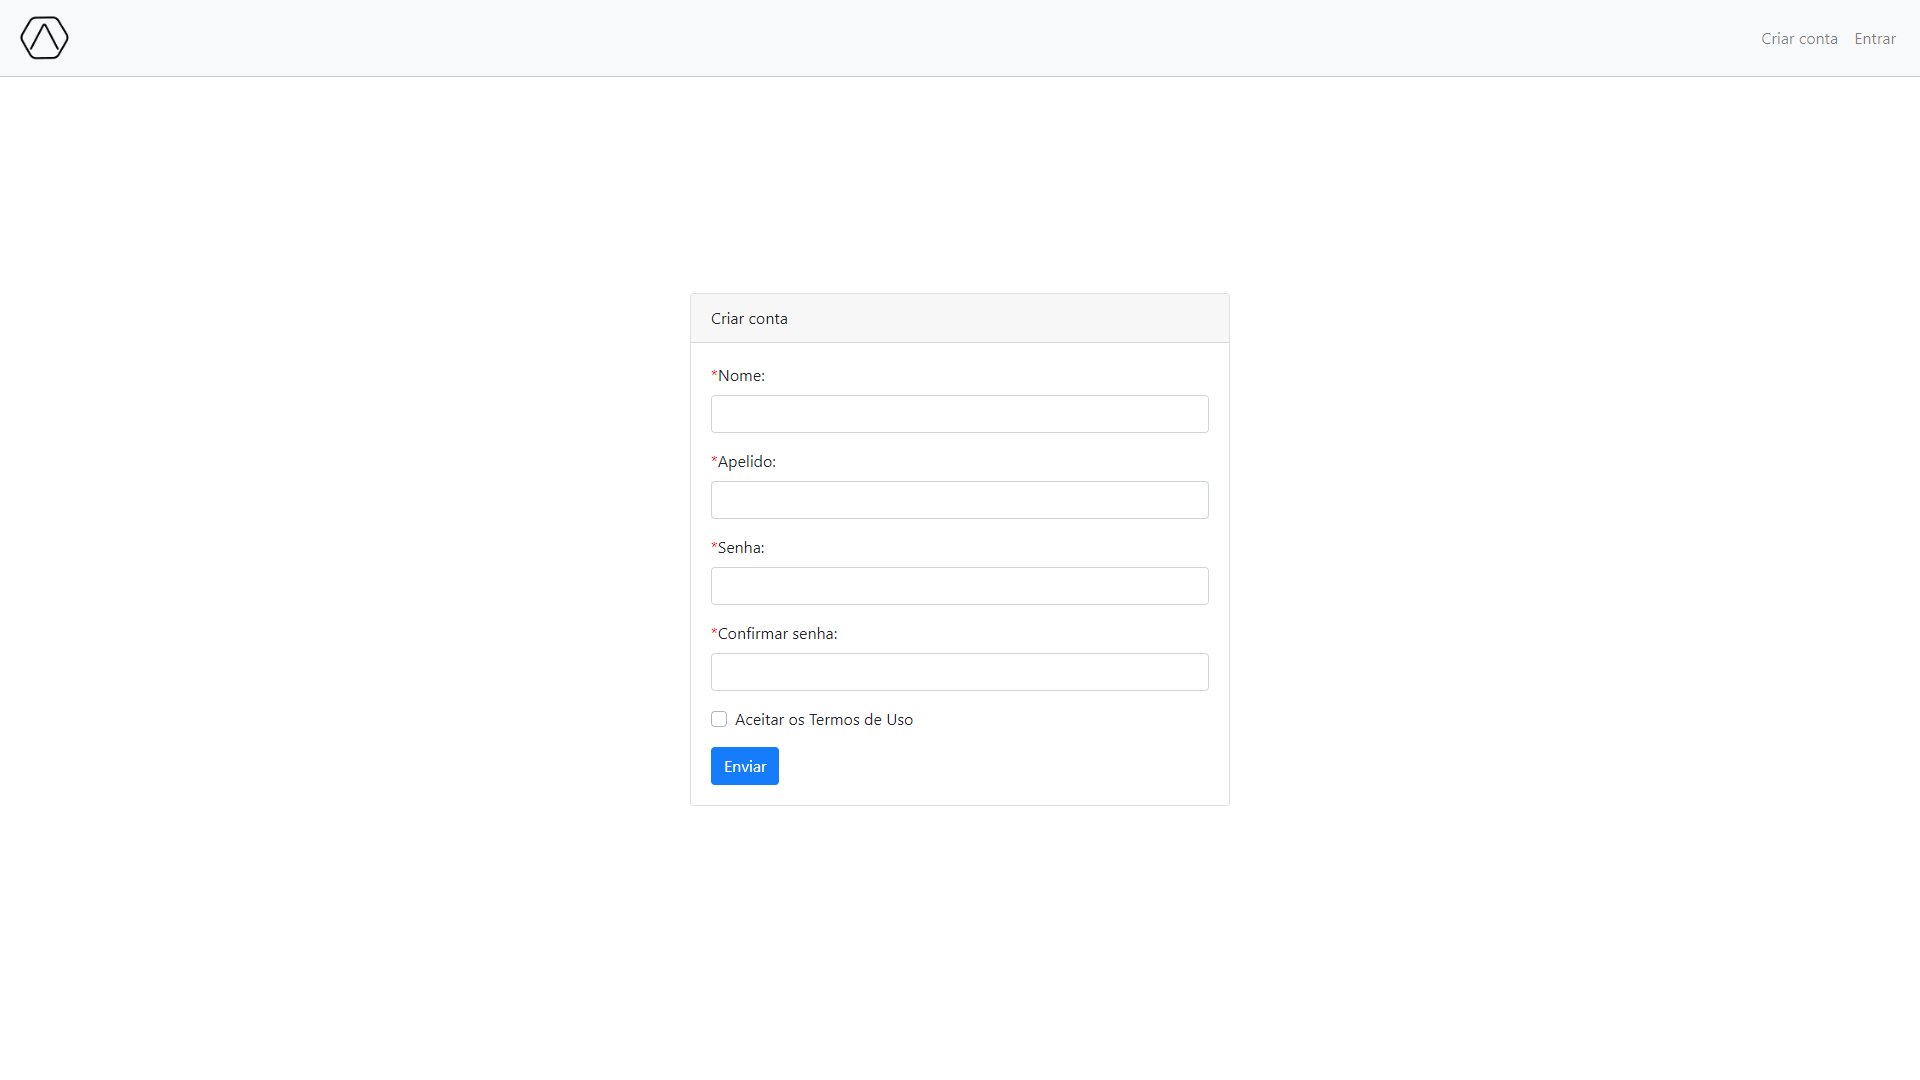 Criar conta
Entrar
Criar conta
*Nome:
*Apelido:
*Senha:
*Confirmar senha:
Aceitar os Termos de Uso
Enviar